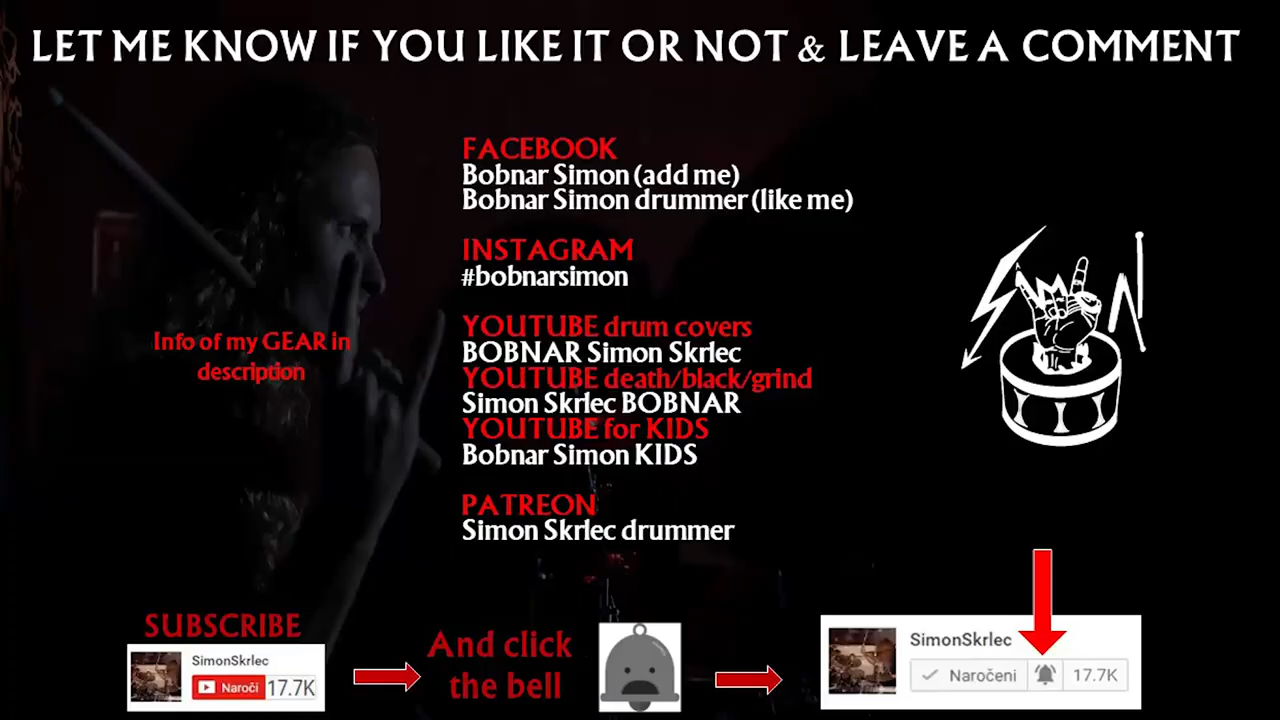 LET ME KNOW IF YOU LIKE IT OR NOT & LEAVE A COMMENT
FACEBOOK
Bobnar Simon (add me)
Bobnar Simon drummer (like me)
INSTAGRAM
#bobnarsimon
YOUTUBE drum covers
BOBNAR Simon Skrlec
YOUTUBE death/black/grind
Simon Skrlec BOBNAR
YOUTUBE for KIDS
Bobnar Simon KIDS
PATREON
Simon Skrlec drummer
Info of my GEAR in
description
SIMON
SUBSCRIBE
SimonSkrlec
Naroči 17.7K
And click
the bell
SimonSkrlec
Naročeni 17.7K